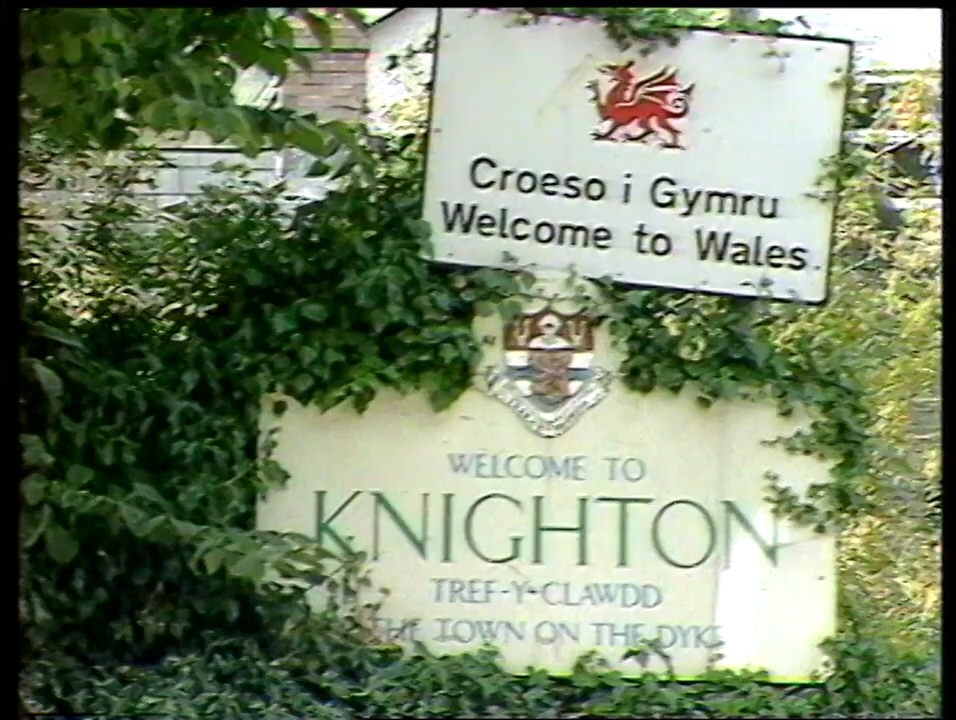 Croeso i Gymru
Welcome to Wales
WELCOME TO
KNIGHTON
TREF-Y-CLAWDD
THE TOWN ON THE DYKE